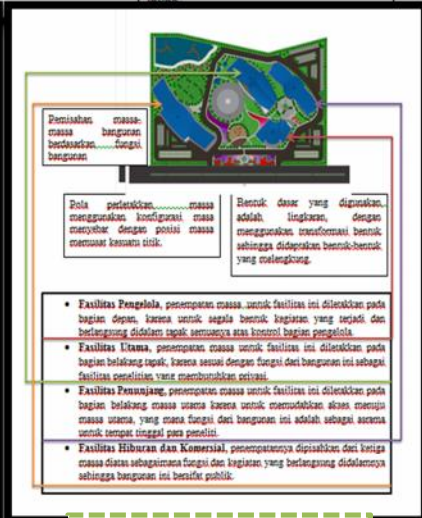 Pemisahan massa-
massa bangunan
berdasarkan fungsi
bangunan
Pola perletakkan massa
menggunakan konfigurasi masa
menyebar dengan posisi massa
memusat kesuatu titik.
Bentuk dasar yang digunakan
adalah lingkaran, dengan
menggunakan transformasi bentuk
sehingga didapatkan bentuk-bentuk
yang melengkung.
• Fasilitas Pengelola, penempatan massa untuk fasilitas ini diletakkan pada
bagian depan, karena untuk segala bentuk kegiatan yang terjadi dan
berlangsung didalam tapak semuanya atas kontrol bagian pengelola.
• Fasilitas Utama, penempatan massa untuk fasilitas ini diletakkan pada
bagian belakang tapak, karena sesuai dengan fungsi dari bangunan ini sebagai
fasilitas penelitian yang membutuhkan privasi.
• Fasilitas Penunjang, penempatan massa untuk fasilitas ini diletakkan pada
bagian belakang massa utama karena untuk memudahkan akses menuju
massa utama, yang mana fungsi dari bangunan ini adalah sebagai asrama
untuk tempat tinggal para peneliti.
• Fasilitas Hiburan dan Komersial, penempatannya dipisahkan dari ketiga
massa diatas sebagaimana fungsi dan kegiatan yang berlangsung didalamnya
sehingga bangunan ini bersifat publik.